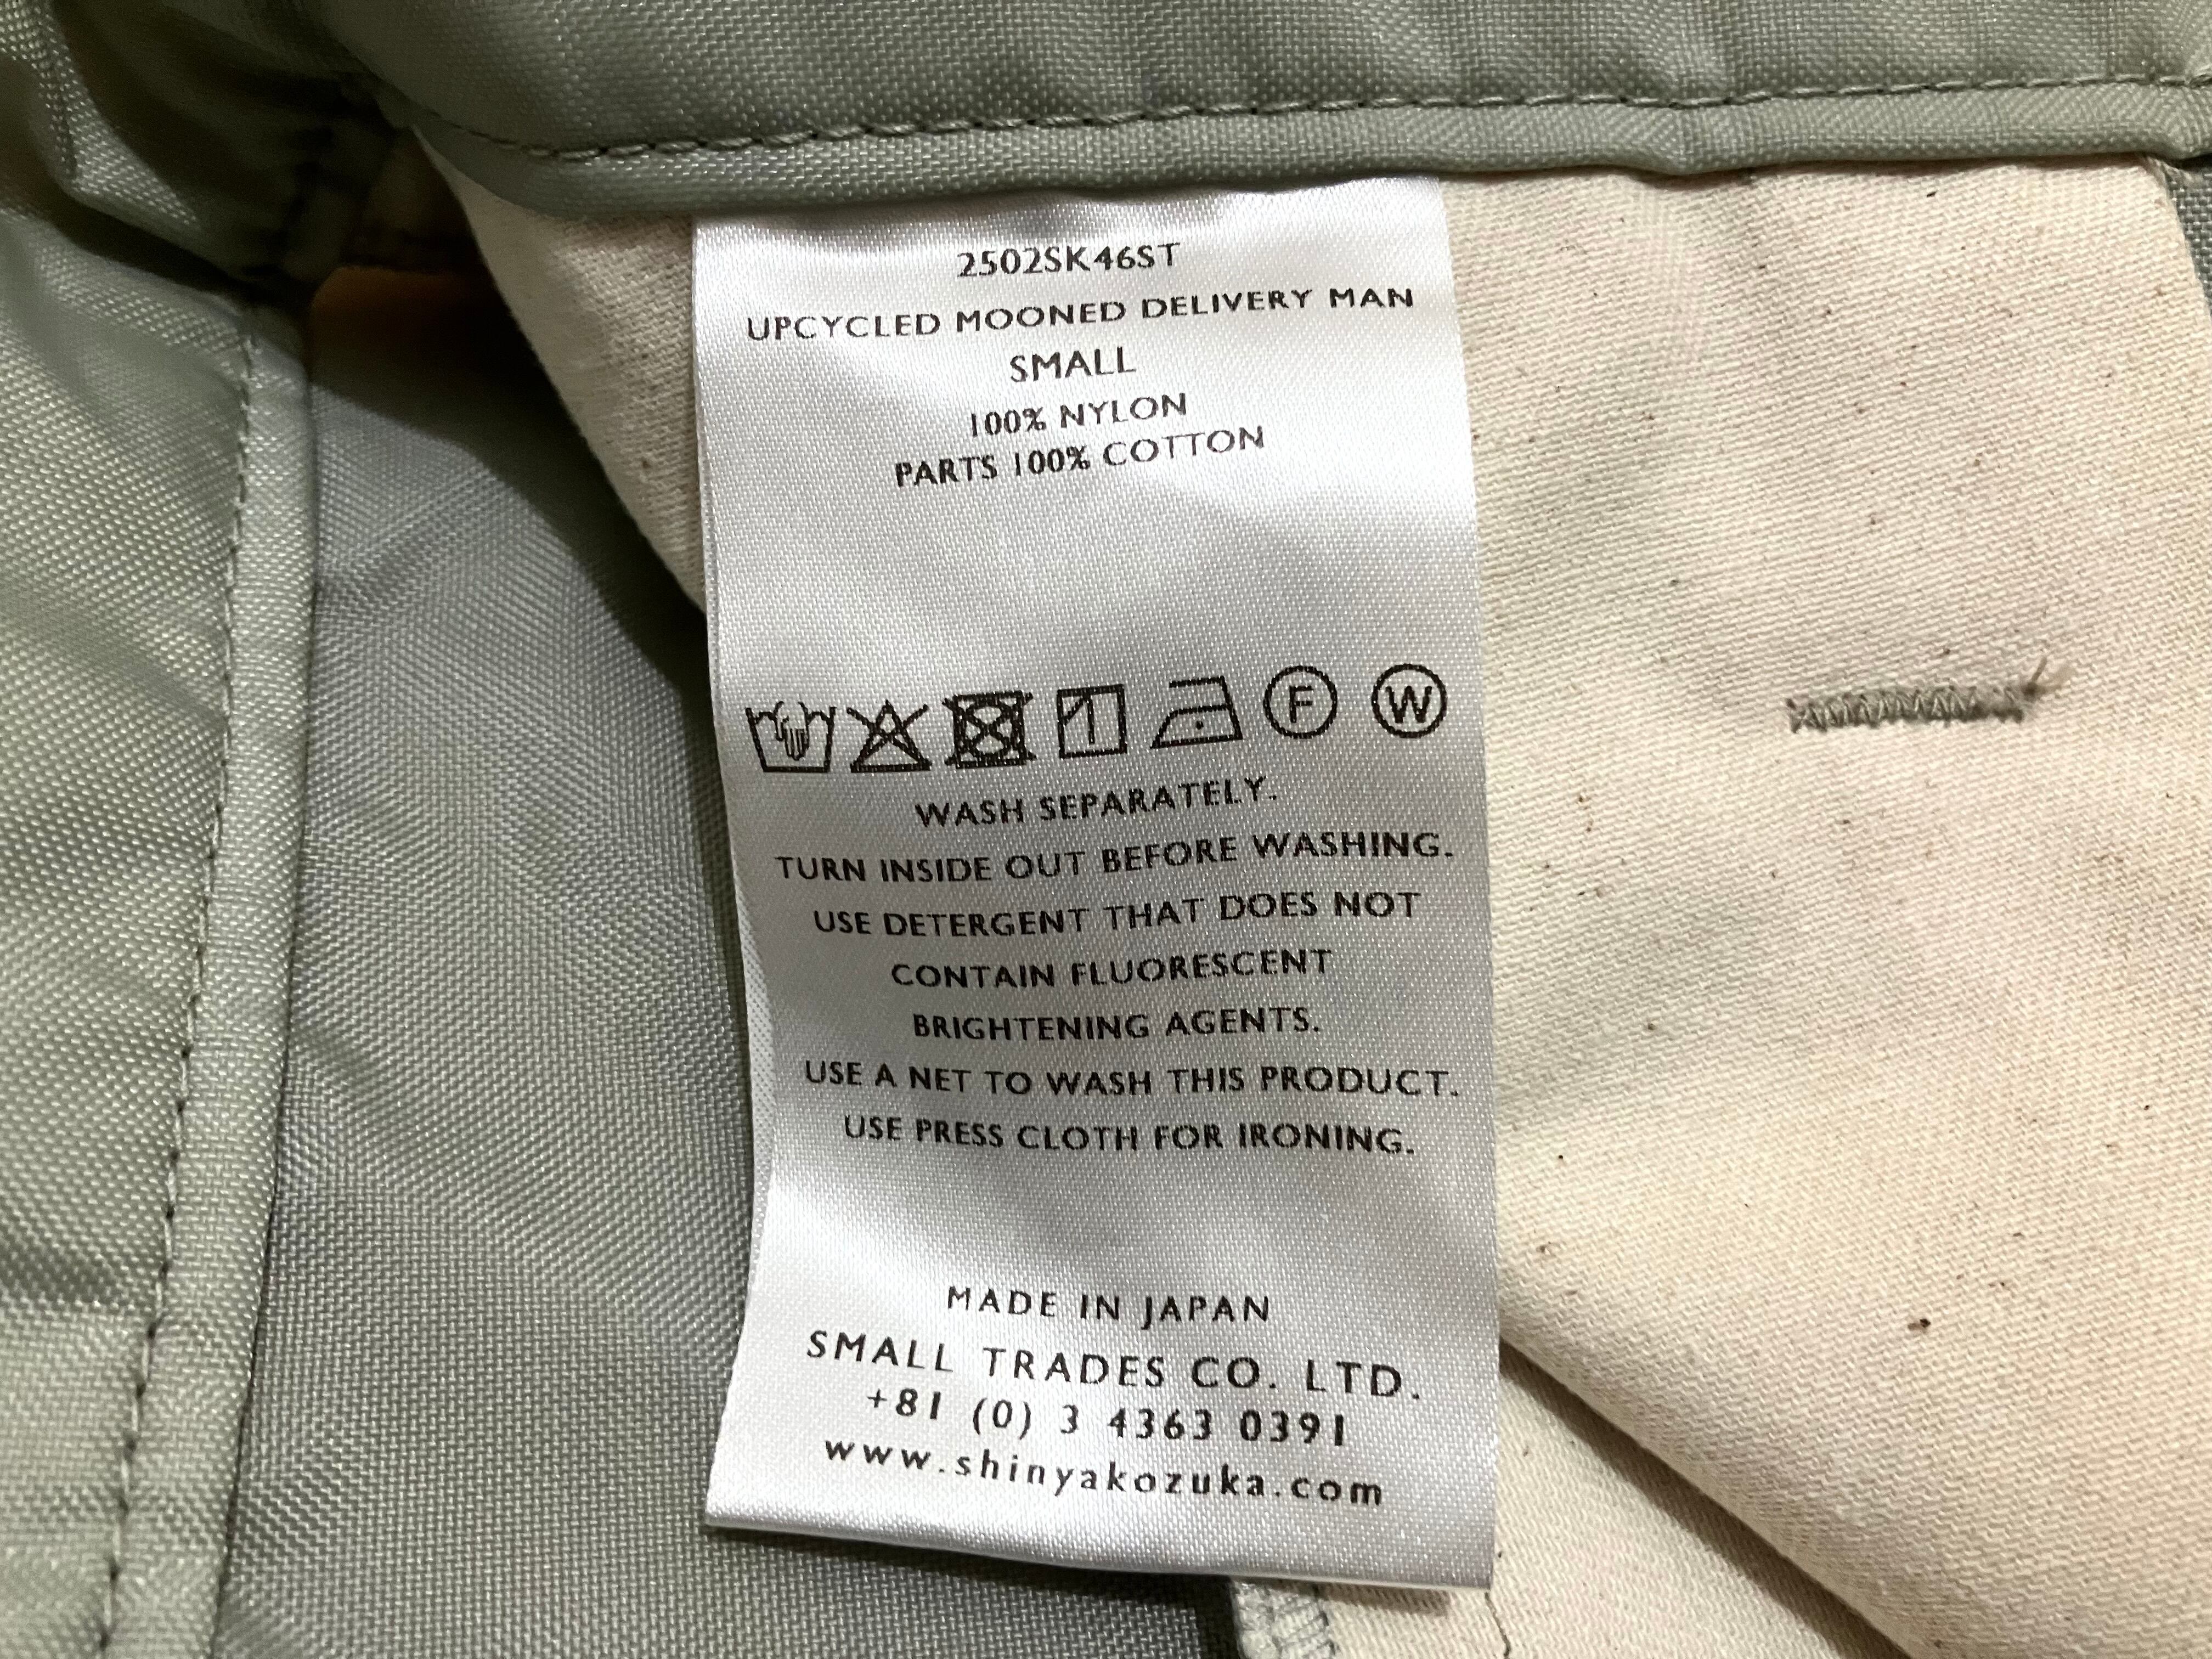 2502SK46ST
UPCYCLED MOONED DELIVERY MAN
SMALL
100% NYLON
PARTS 100% COTTON
F W
WASH SEPARATELY.
TURN INSIDE OUT BEFORE WASHING.
USE DETERGENT THAT DOES NOT
CONTAIN FLUORESCENT
BRIGHTENING AGENTS.
USE A NET TO WASH THIS PRODUCT.
USE PRESS CLOTH FOR IRONING.
MADE IN JAPAN
SMALL TRADES CO. LTD.
+81 (0) 3 4363 0391
www.shinyakozuka.com